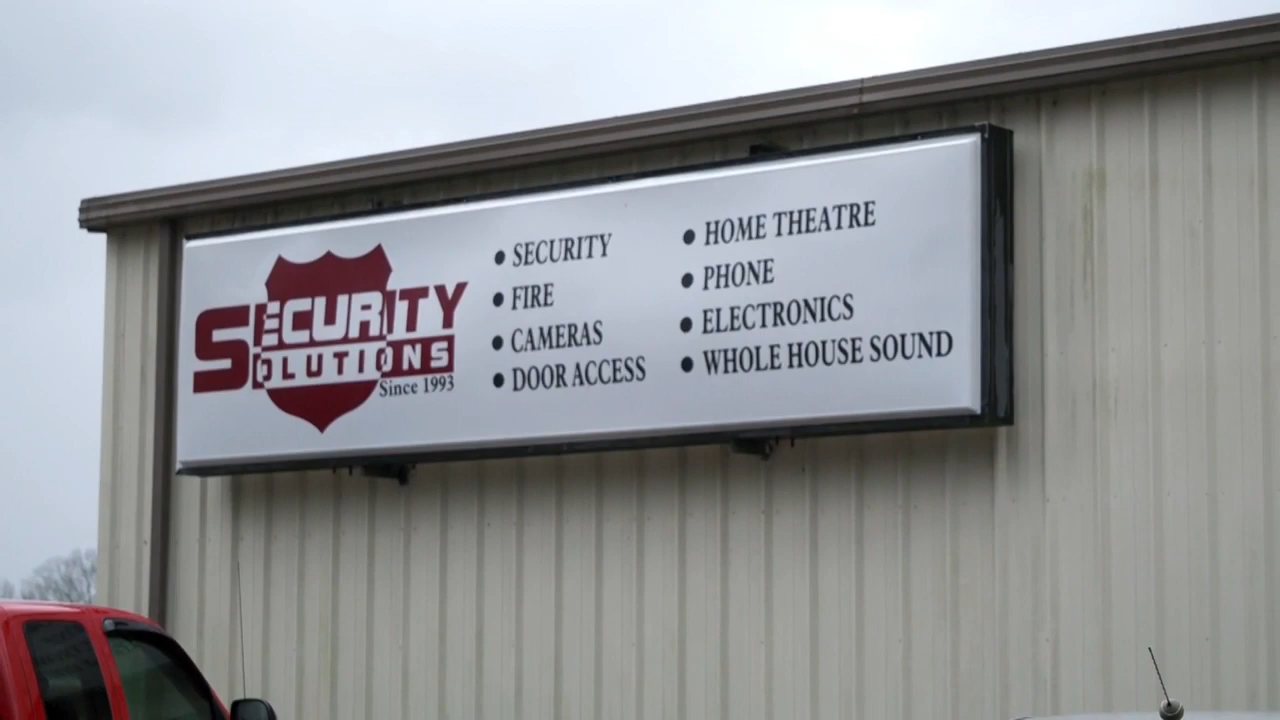 SECURITY
SOLUTIONS
Since 1993
• SECURITY
• FIRE
• CAMERAS
• DOOR ACCESS
• HOME THEATRE
• PHONE
• ELECTRONICS
• WHOLE HOUSE SOUND